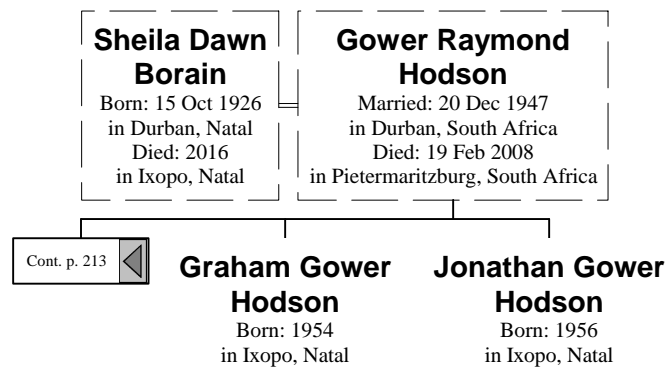 Sheila Dawn
Borain
Born: 15 Oct 1926
in Durban, Natal
Died: 2016
in Ixopo, Natal
Gower Raymond
Hodson
Married: 20 Dec 1947
in Durban, South Africa
Died: 19 Feb 2008
in Pietermaritzburg, South Africa
Cont. p. 213
Graham Gower
Hodson
Born: 1954
in Ixopo, Natal
Jonathan Gower
Hodson
Born: 1956
in Ixopo, Natal